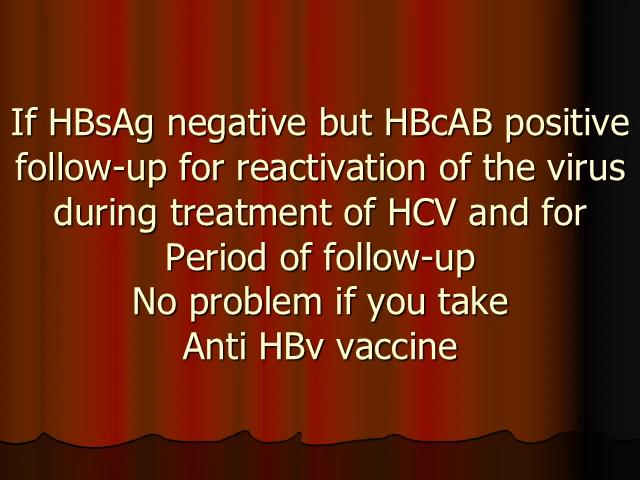 If HBsAg negative but HBcAB positive
follow-up for reactivation of the virus
during treatment of HCV and for
Period of follow-up
No problem if you take
Anti HBv vaccine